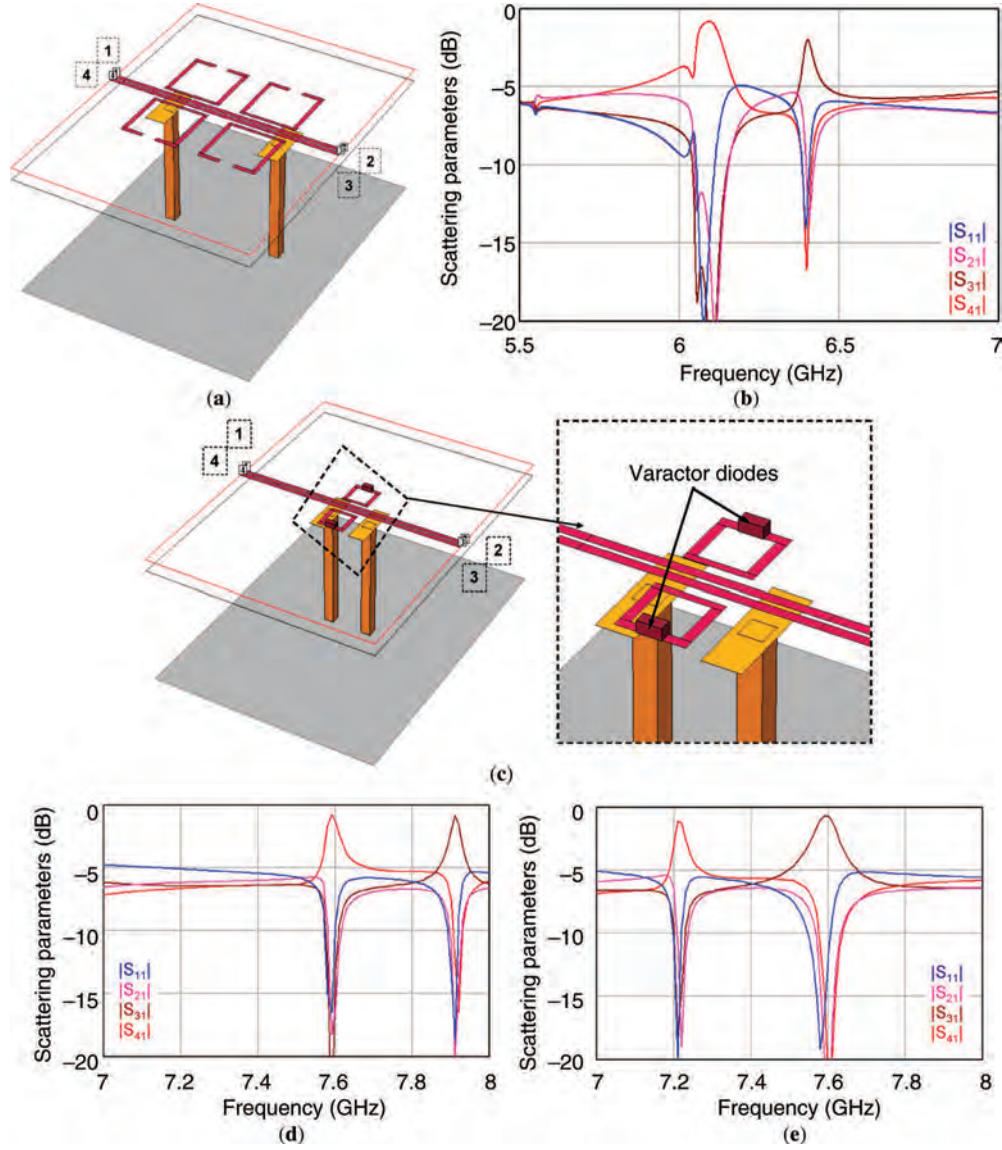 1
4
2
3
(a)
Scattering parameters (dB)
0
−5
−10
−15
−20
5.5
6
6.5
7
Frequency (GHz)
|S11|
|S21|
|S31|
|S41|
(b)
1
4
2
3
Varactor diodes
(c)
Scattering parameters (dB)
0
−5
−10
−15
−20
|S11|
|S21|
|S31|
|S41|
7
7.2
7.4
7.6
7.8
8
Frequency (GHz)
(d)
Scattering parameters (dB)
0
−5
−10
−15
−20
|S11|
|S21|
|S31|
|S41|
7
7.2
7.4
7.6
7.8
8
Frequency (GHz)
(e)